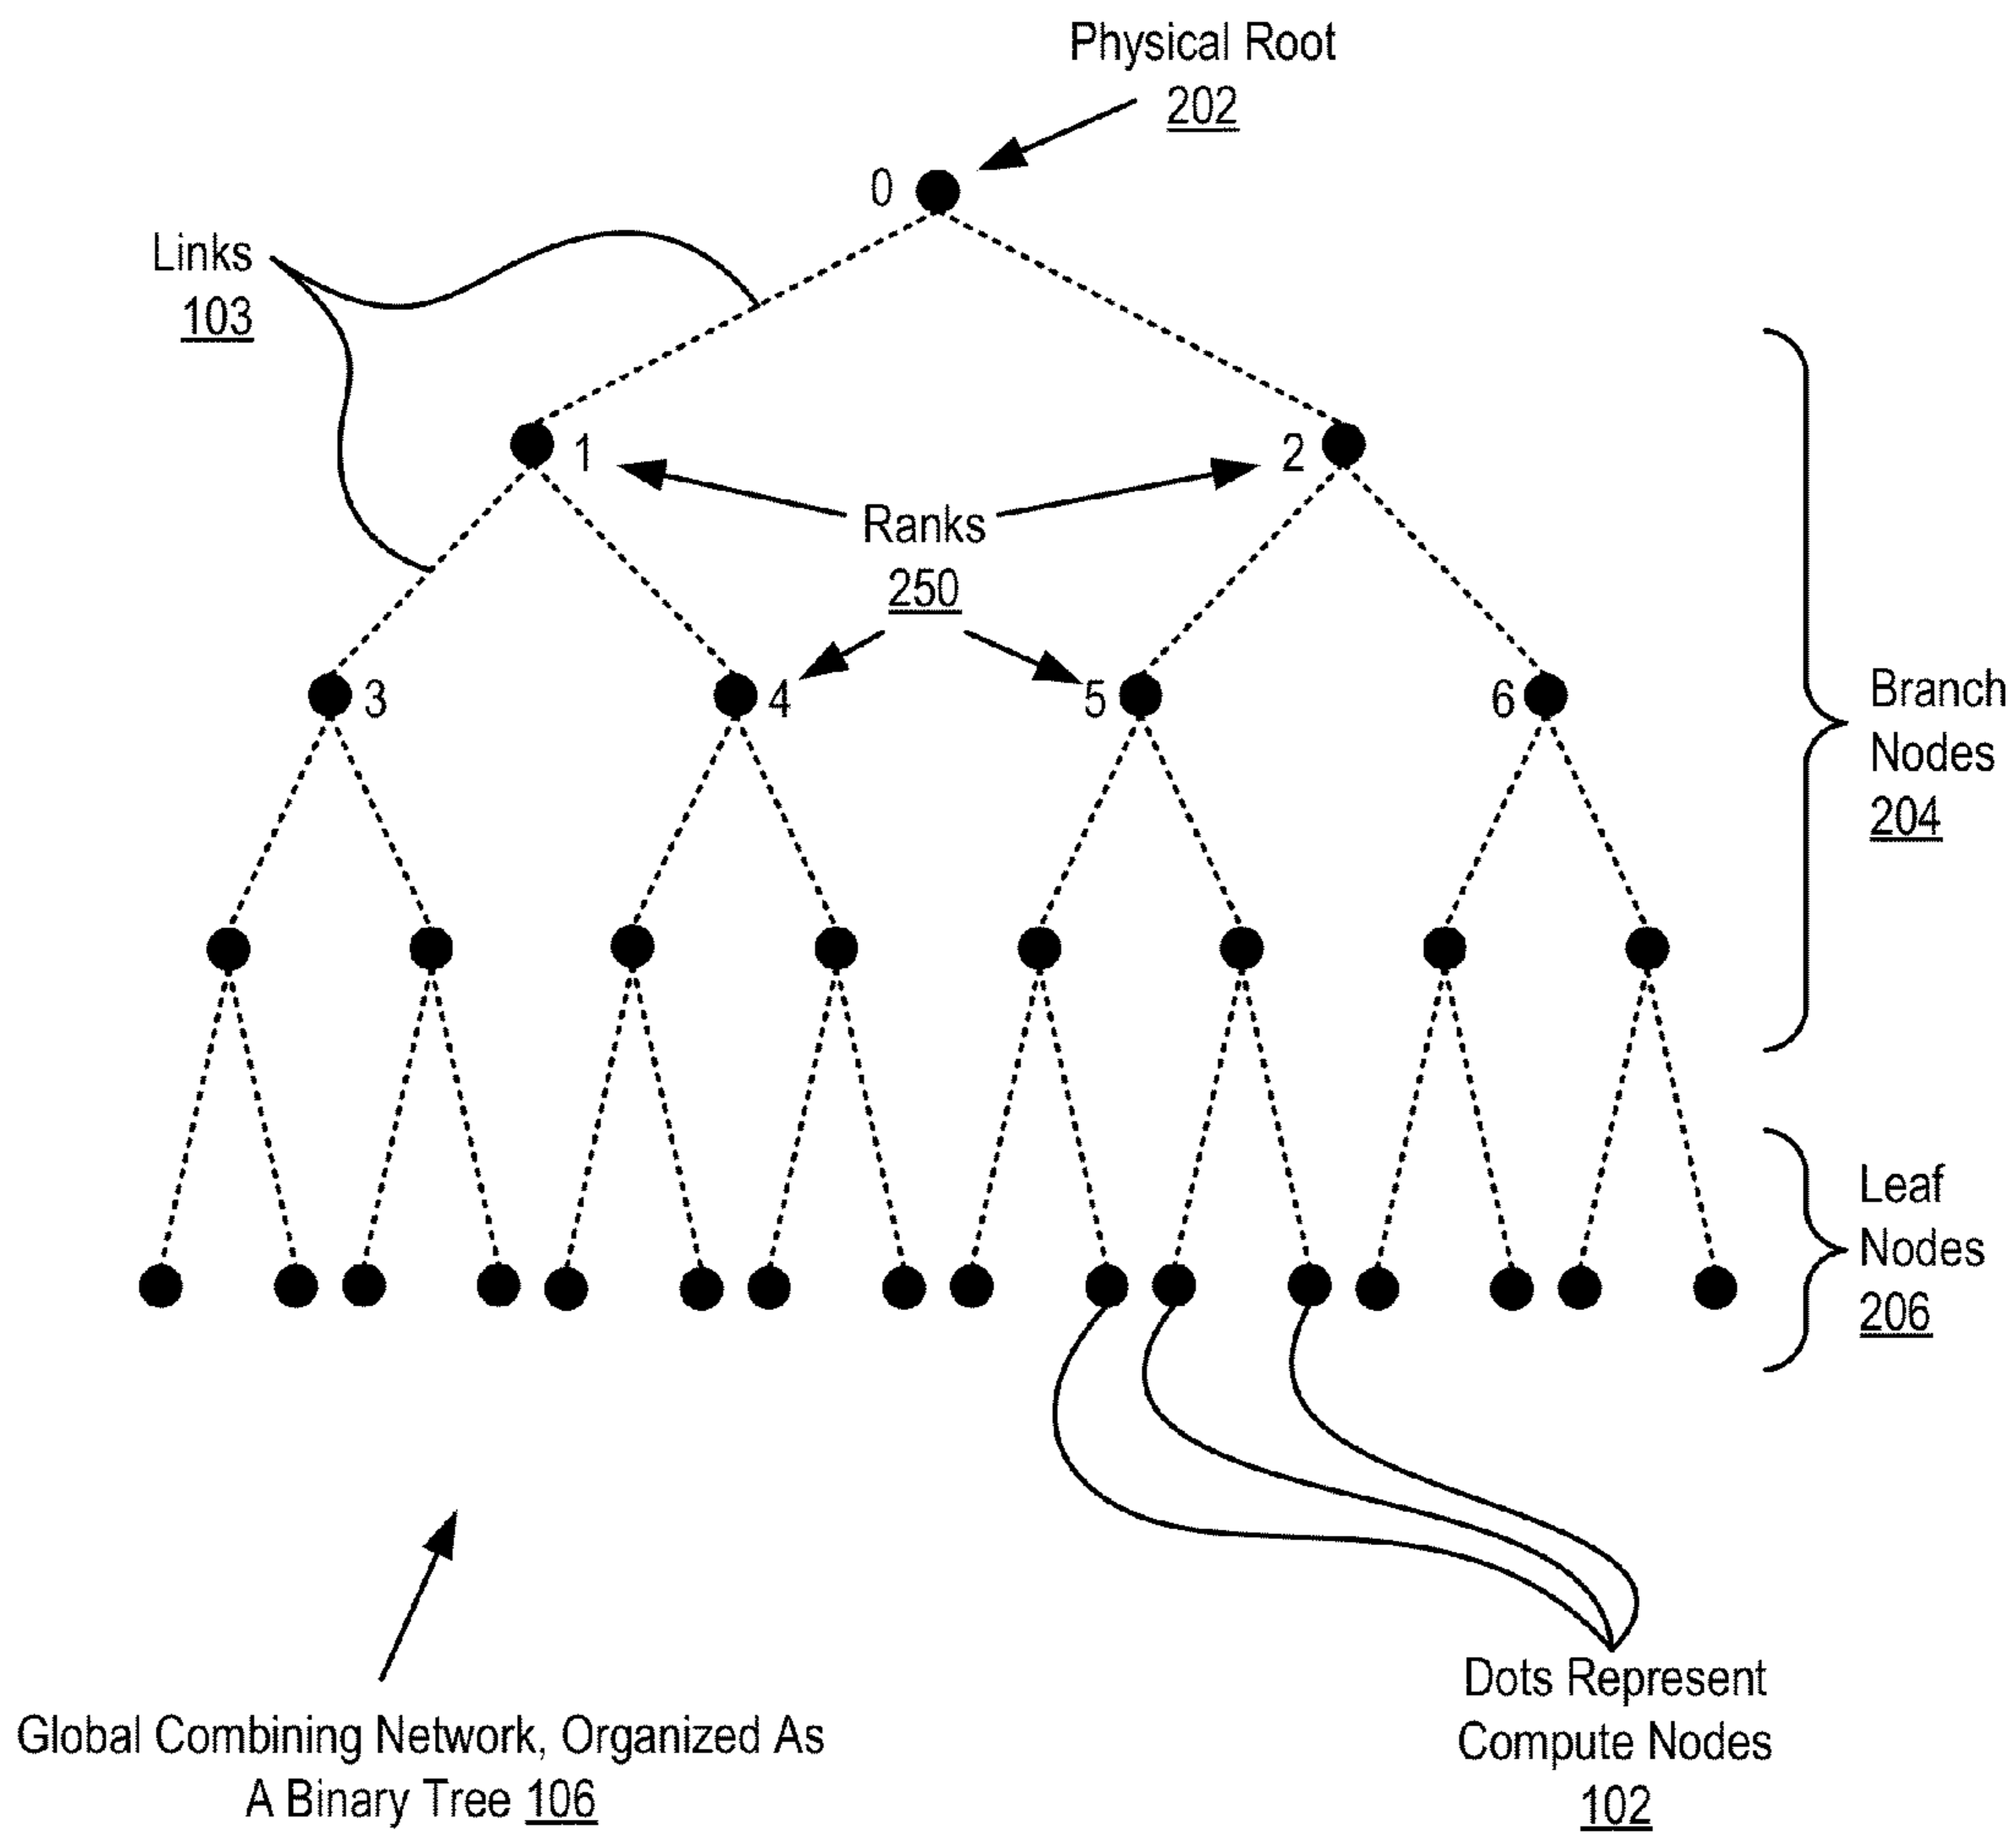 Physical Root
202
0
Links
103
1
2
Ranks
250
3
4
5
6
Branch
Nodes
204
Leaf
Nodes
206
Dots Represent
Compute Nodes
102
Global Combining Network, Organized As
A Binary Tree 106